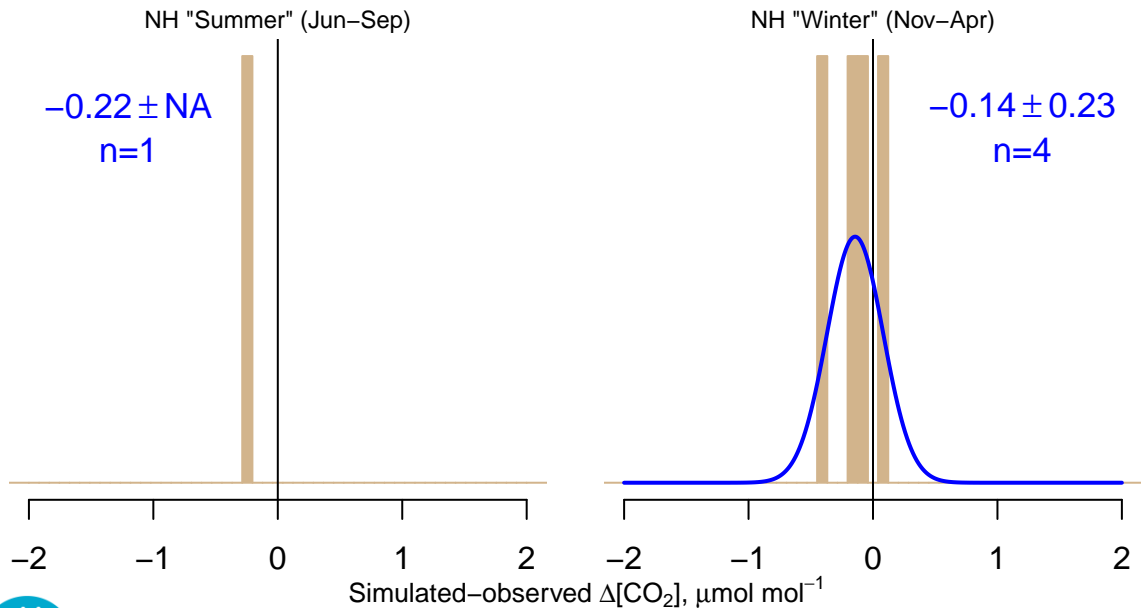 NH "Summer" (Jun−Sep)
−0.22 ± NA
n=1
−2 −1 0 1 2
NH "Winter" (Nov−Apr)
−0.14 ± 0.23
n=4
−2 −1 0 1 2
Simulated−observed Δ[CO₂], μmol mol⁻¹